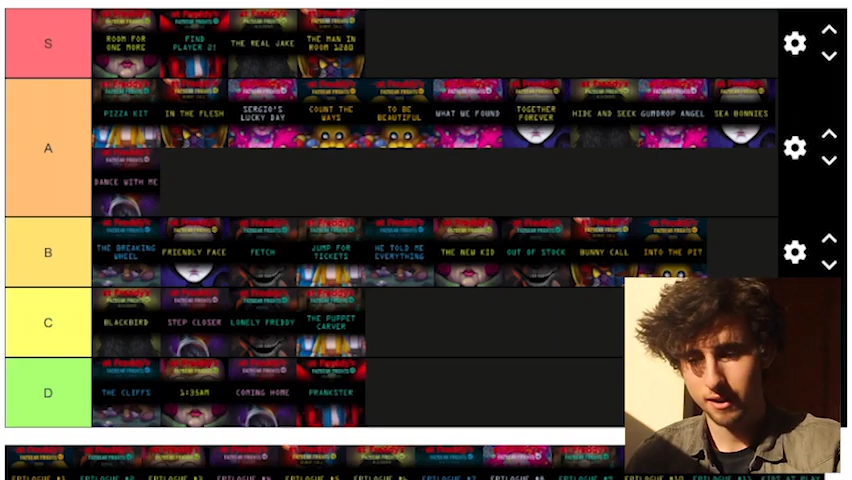 S
ROOM FOR
ONE MORE
FIND
PLAYER 2!
THE REAL JAKE
THE MAN IN
ROOM 1280
A
PIZZA KIT
IN THE FLESH
SERGIO'S
LUCKY DAY
COUNT THE
WAYS
TO BE
BEAUTIFUL
WHAT WE FOUND
TOGETHER
FOREVER
HIDE AND SEEK
GUMDROP ANGEL
SEA BONNIES
DANCE WITH ME
B
THE BREAKING
WHEEL
FRIENDLY FACE
FETCH
JUMP FOR
TICKETS
HE TOLD ME
EVERYTHING
THE NEW KID
OUT OF STOCK
BUNNY CALL
INTO THE PIT
C
BLACKBIRD
STEP CLOSER
LONELY FREDDY
THE PUPPET
CARVER
D
THE CLIFFS
1:35AM
COMING HOME
PRANKSTER